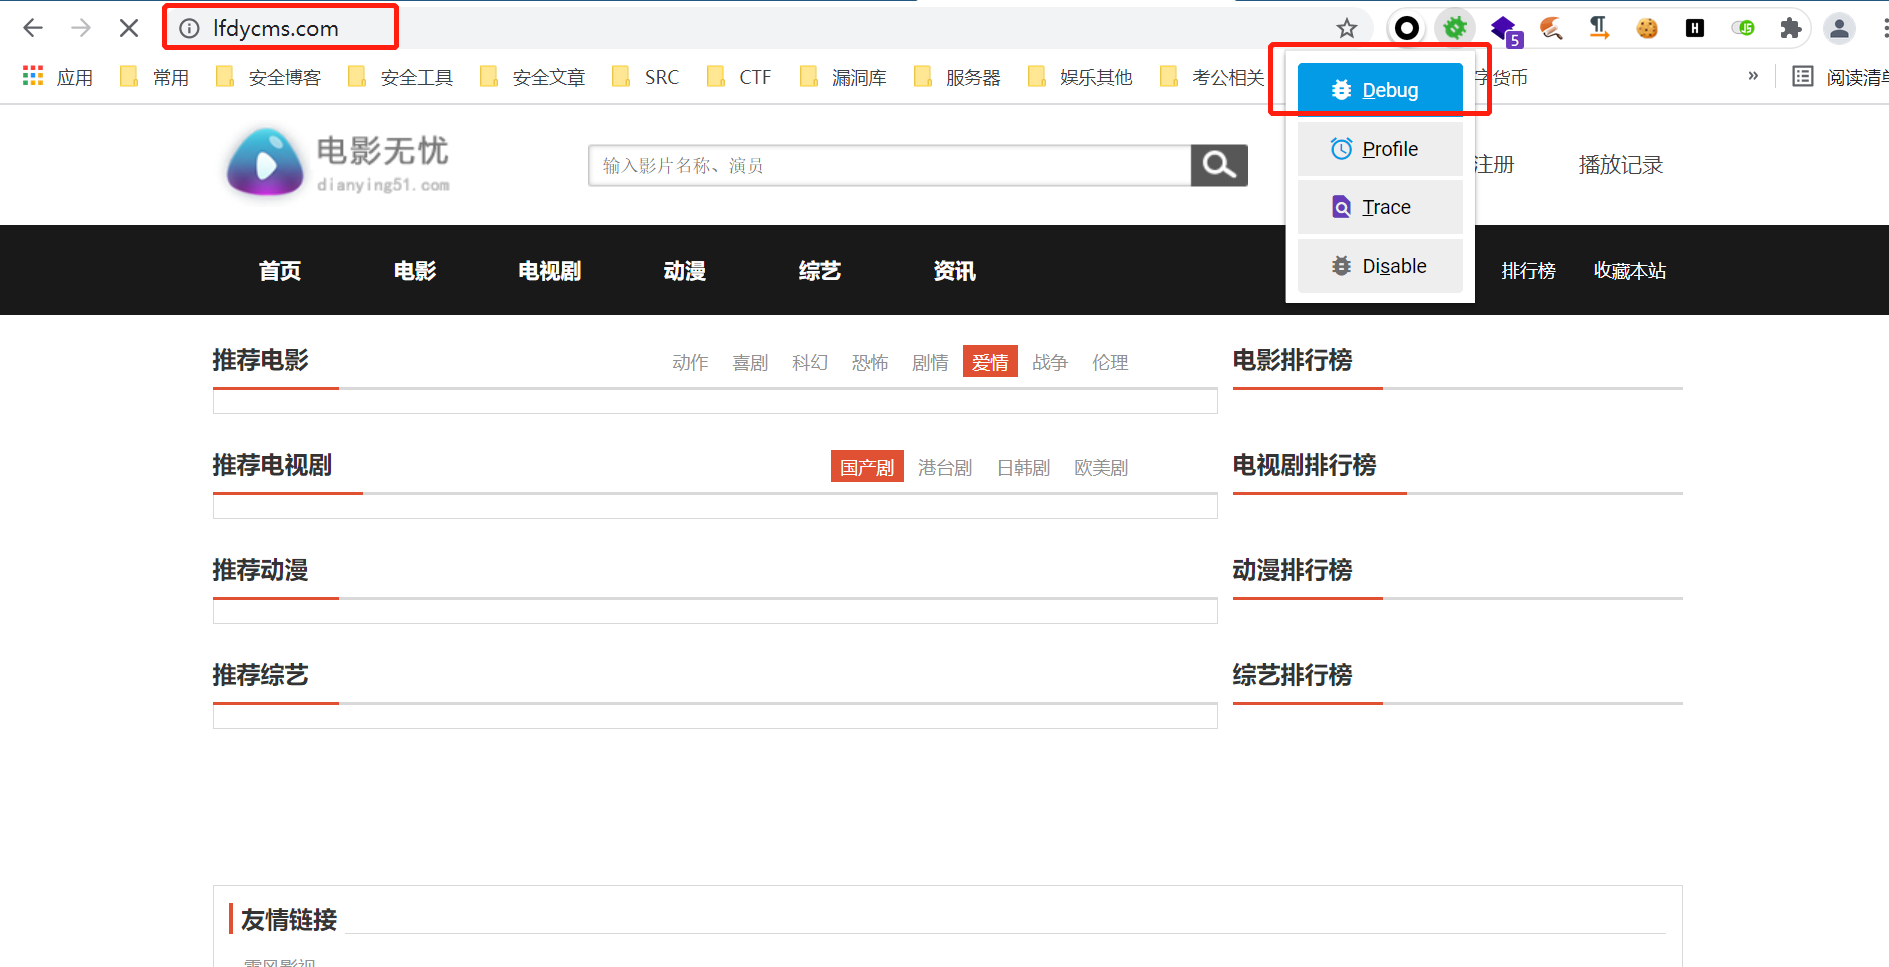 lfdycms.com
5
应用 常用 安全博客 安全工具 安全文章 SRC CTF 漏洞库 服务器 娱乐其他 考公相关 字货币 » 阅读清单
Debug
Profile
Trace
Disable
电影无忧
dianying51.com
输入影片名称、演员
注册 播放记录
首页 电影 电视剧 动漫 综艺 资讯 排行榜 收藏本站
推荐电影 动作 喜剧 科幻 恐怖 剧情 爱情 战争 伦理 电影排行榜
推荐电视剧 国产剧 港台剧 日韩剧 欧美剧 电视剧排行榜
推荐动漫 动漫排行榜
推荐综艺 综艺排行榜
友情链接